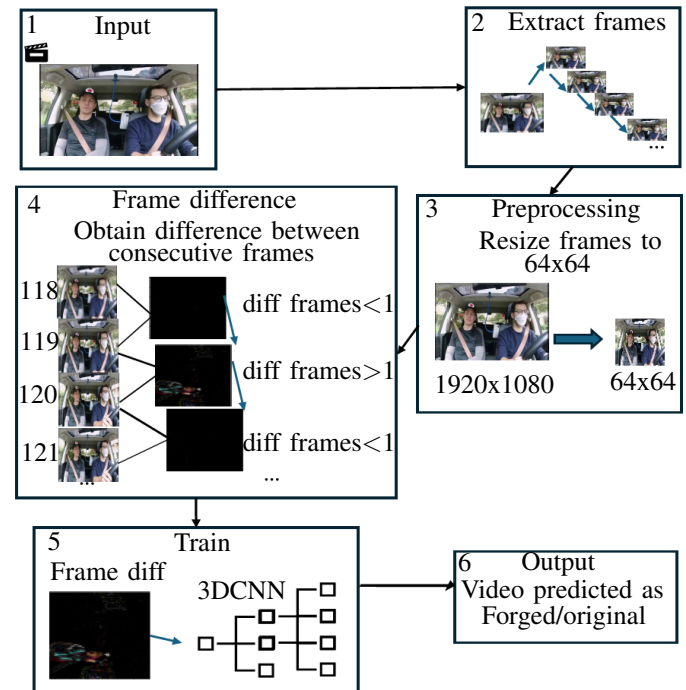 1 Input
2 Extract frames
...
3 Preprocessing
Resize frames to
64x64
1920x1080
64x64
4 Frame difference
Obtain difference between
consecutive frames
118
119
120
121
...
diff frames<1
diff frames>1
diff frames<1
...
5 Train
Frame diff
3DCNN
6 Output
Video predicted as
Forged/original